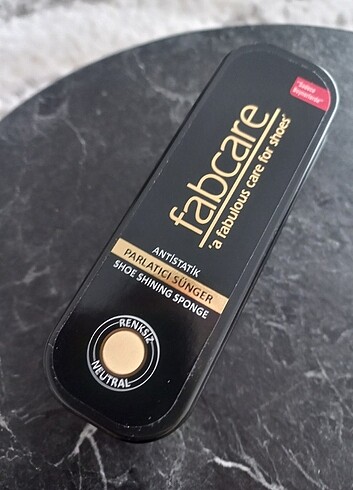 fabcare
'a fabulous care for shoes'
ANTİSTATİK
PARLATICI SÜNGER
SHOE SHINING SPONGE
RENKSİZ
NEUTRAL